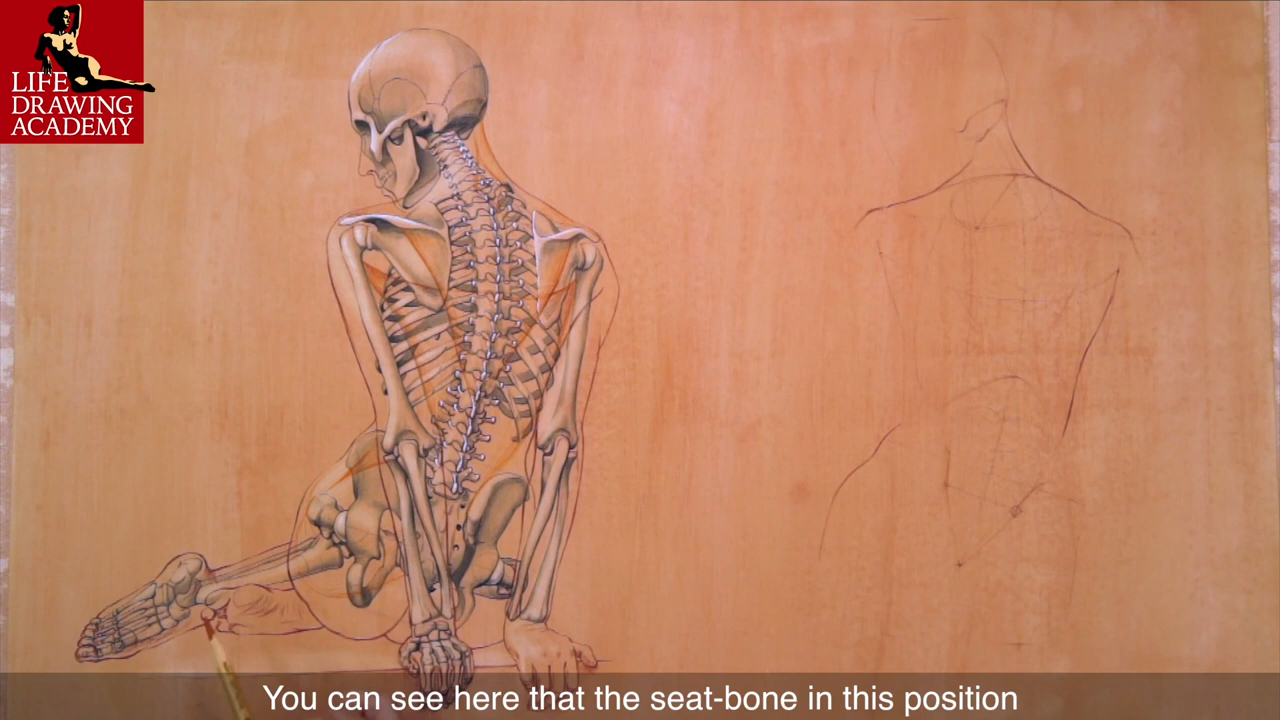 LIFE
DRAWING
ACADEMY
You can see here that the seat-bone in this position